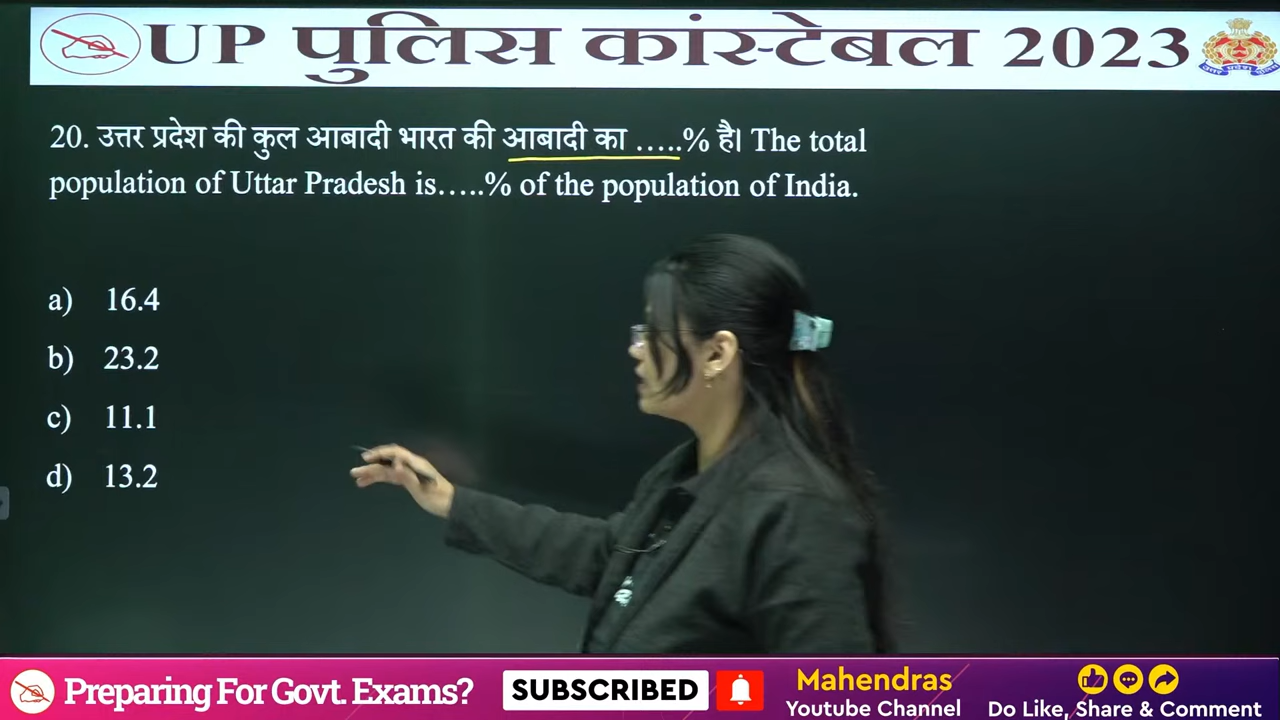 UP पुलिस कांस्टेबल 2023
20. उत्तर प्रदेश की कुल आबादी भारत की आबादी का …..% है। The total
population of Uttar Pradesh is…..% of the population of India.
a) 16.4
b) 23.2
c) 11.1
d) 13.2
Preparing For Govt. Exams?
SUBSCRIBED
Mahendras
Youtube Channel
Do Like, Share & Comment